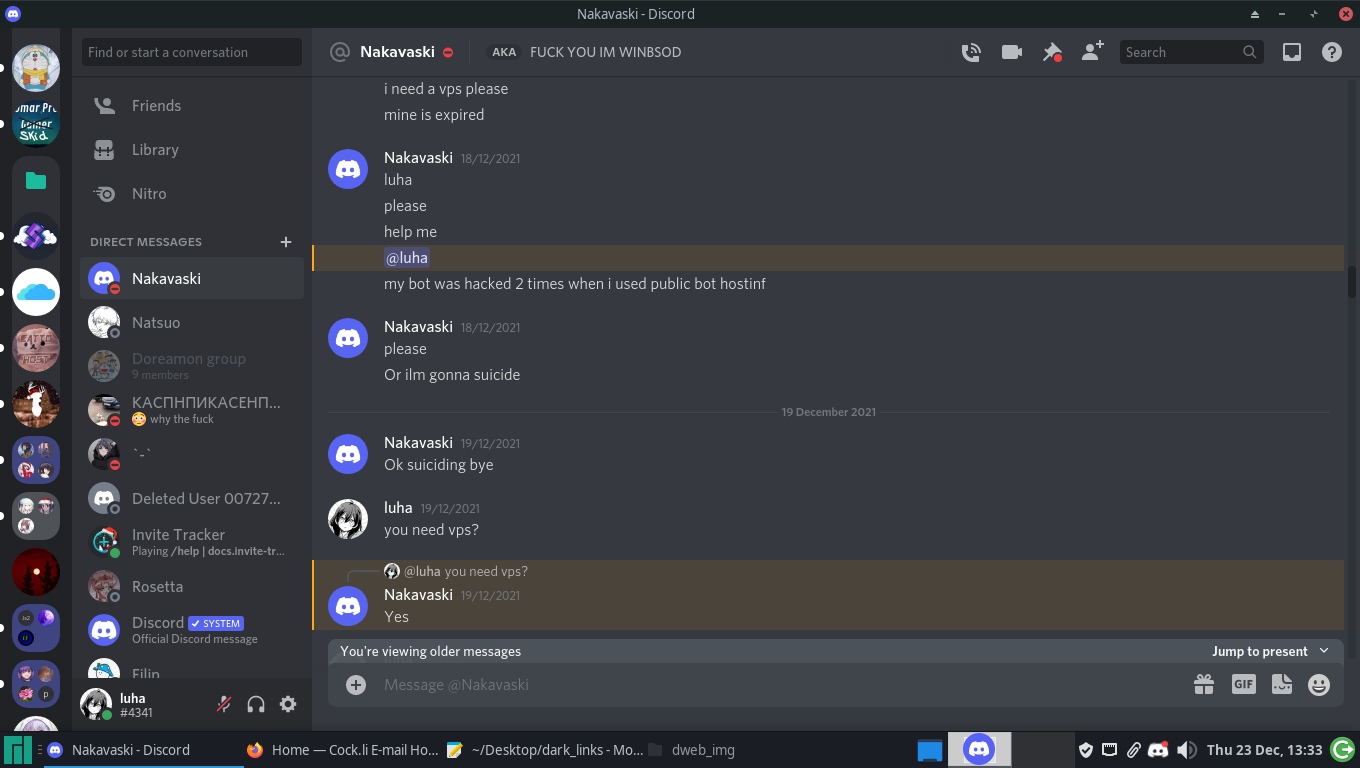 Nakavaski - Discord
Find or start a conversation
@ Nakavaski AKA FUCK YOU IM WINBSOD
Search
Friends
Library
Nitro
DIRECT MESSAGES +
Nakavaski
Natsuo
Doreamon group
9 members
КАСПНПИКАСЕНП...
😳 why the fuck
`-`
Deleted User 00727...
Invite Tracker
Playing /help | docs.invite-tr...
Rosetta
Discord ✓ SYSTEM
Official Discord message
Filip
luha
#4341
i need a vps please
mine is expired
Nakavaski 18/12/2021
luha
please
help me
@luha
my bot was hacked 2 times when i used public bot hostinf
Nakavaski 18/12/2021
please
Or ilm gonna suicide
19 December 2021
Nakavaski 19/12/2021
Ok suiciding bye
luha 19/12/2021
you need vps?
@luha you need vps?
Nakavaski 19/12/2021
Yes
You're viewing older messages
Jump to present
Message @Nakavaski
GIF
Nakavaski - Discord
Home — Cock.li E-mail Ho...
~/Desktop/dark_links - Mo...
dweb_img
Thu 23 Dec, 13:33